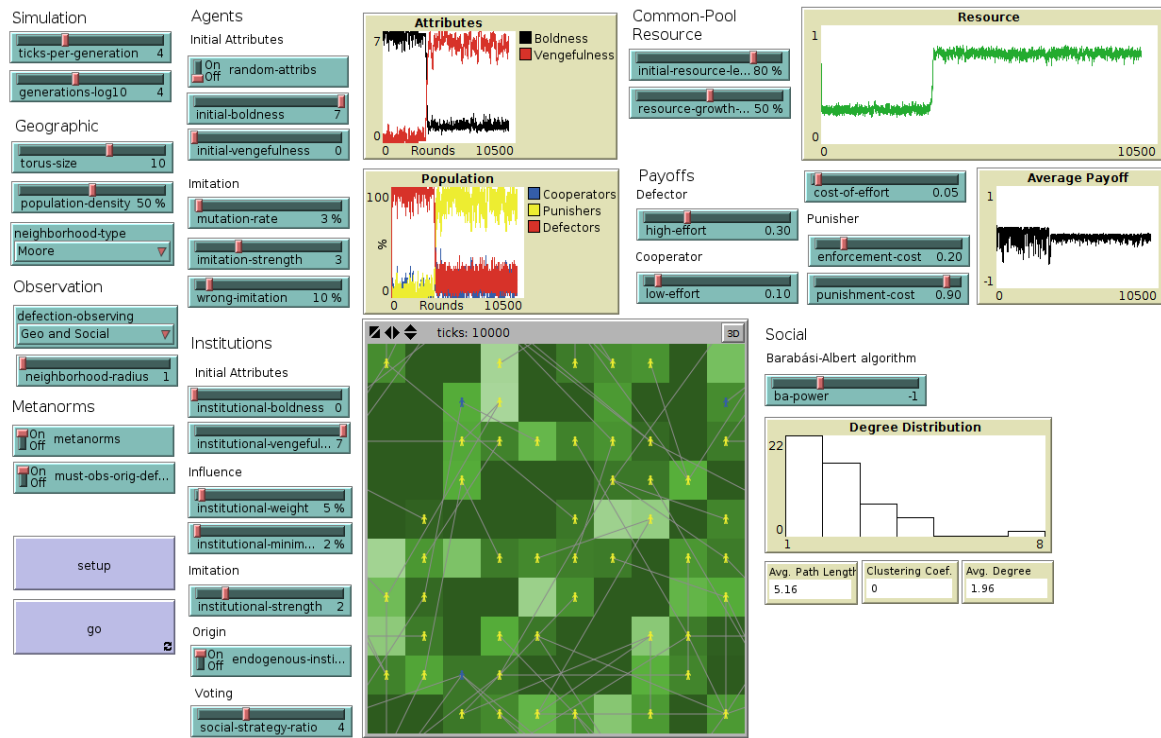 Simulation
ticks-per-generation 4
generations-log10 4
Geographic
torus-size 10
population-density 50 %
neighborhood-type
Moore
Observation
defection-observing
Geo and Social
neighborhood-radius 1
Metanorms
On
Off
metanorms
On
Off
must-obs-orig-def...
setup
go
Agents
Initial Attributes
On
Off
random-attribs
initial-boldness 7
initial-vengefulness 0
Imitation
mutation-rate 3 %
imitation-strength 3
wrong-imitation 10 %
Institutions
Initial Attributes
institutional-boldness 0
institutional-vengeful... 7
Influence
institutional-weight 5 %
institutional-minim... 2 %
Imitation
institutional-strength 2
Origin
On
Off
endogenous-insti...
Voting
social-strategy-ratio 4
Attributes
7
0
0 Rounds 10500
Boldness
Vengefulness
Population
100
%
0
0 Rounds 10500
Cooperators
Punishers
Defectors
ticks: 10000
3D
Common-Pool
Resource
initial-resource-le... 80 %
resource-growth-... 50 %
Resource
1
0
0 10500
Payoffs
Defector
high-effort 0.30
Cooperator
low-effort 0.10
cost-of-effort 0.05
Punisher
enforcement-cost 0.20
punishment-cost 0.90
Average Payoff
1
-1
0 10500
Social
Barabási-Albert algorithm
ba-power -1
Degree Distribution
22
0
1 8
Avg. Path Length
5.16
Clustering Coef.
0
Avg. Degree
1.96